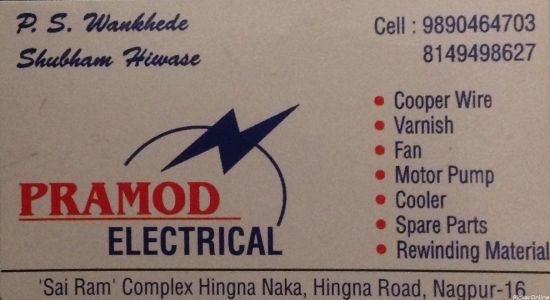 P. S. Wankhede
Shubham Hiwase
Cell : 9890464703
8149498627
• Cooper Wire
• Varnish
• Fan
• Motor Pump
• Cooler
• Spare Parts
• Rewinding Material
PRAMOD
ELECTRICAL
'Sai Ram' Complex Hingna Naka, Hingna Road, Nagpur-16